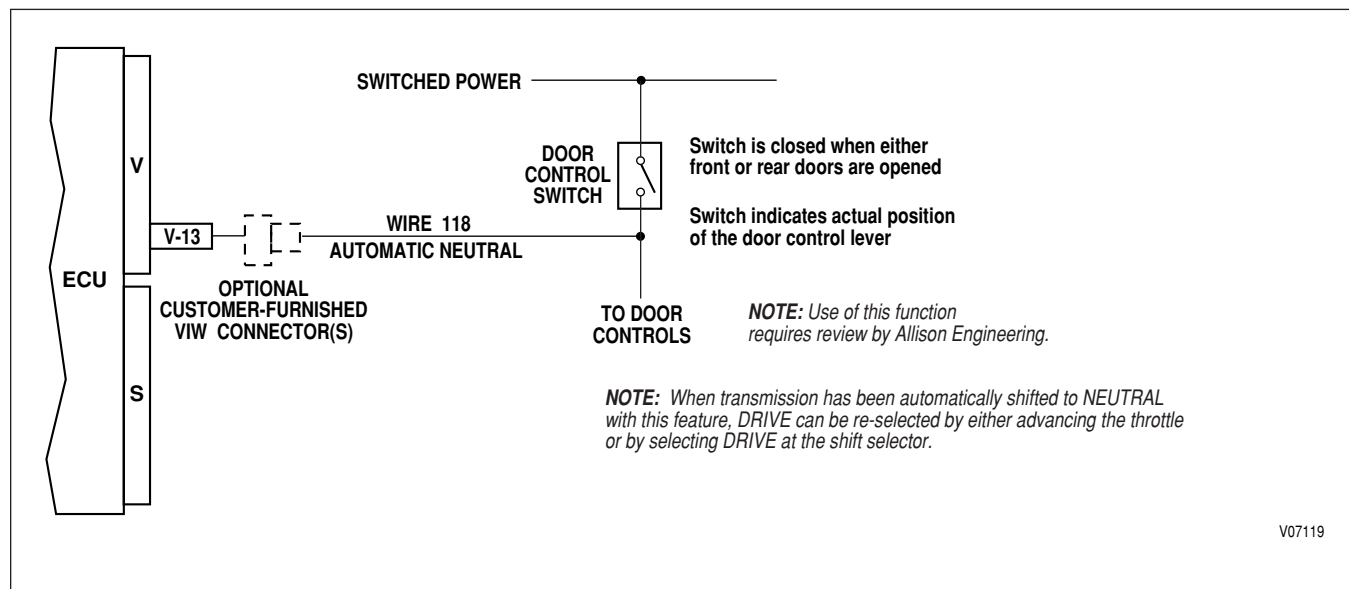 SWITCHED POWER
V
DOOR
CONTROL
SWITCH
Switch is closed when either
front or rear doors are opened
Switch indicates actual position
of the door control lever
V-13
WIRE 118
AUTOMATIC NEUTRAL
ECU
OPTIONAL
CUSTOMER-FURNISHED
VIW CONNECTOR(S)
TO DOOR
CONTROLS
NOTE: Use of this function
requires review by Allison Engineering.
S
NOTE: When transmission has been automatically shifted to NEUTRAL
with this feature, DRIVE can be re-selected by either advancing the throttle
or by selecting DRIVE at the shift selector.
V07119